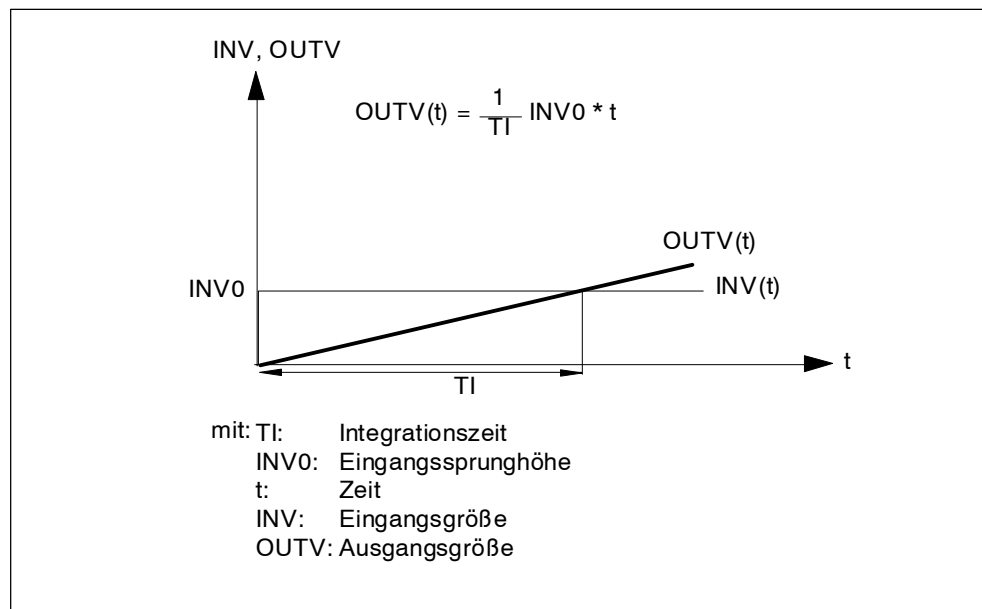 INV, OUTV
OUTV(t) = 1/TI INV0 * t
OUTV(t)
INV0
INV(t)
t
TI
mit: TI: Integrationszeit
INV0: Eingangssprunghöhe
t: Zeit
INV: Eingangsgröße
OUTV: Ausgangsgröße